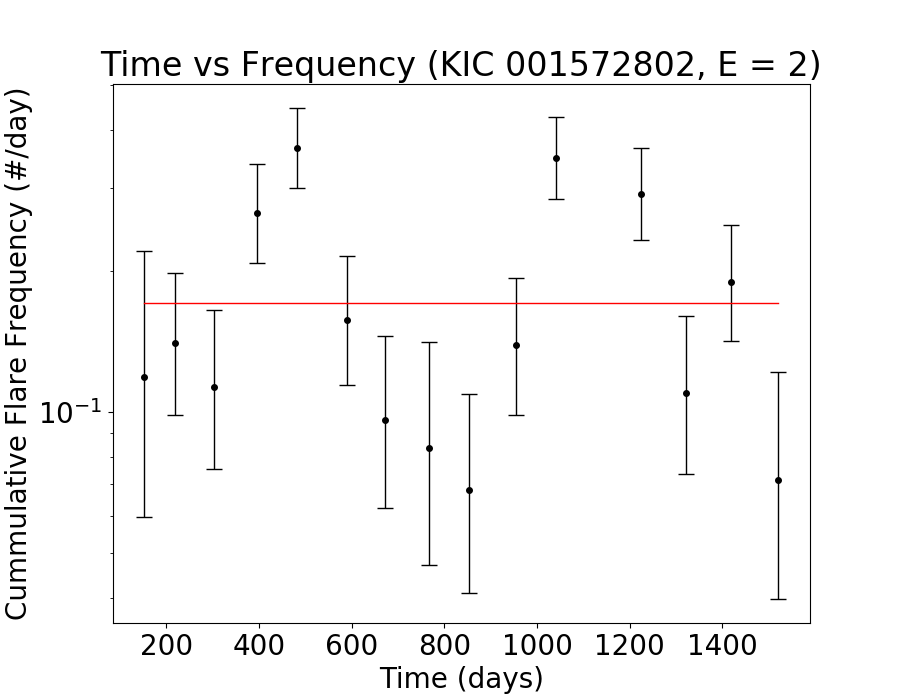 Time vs Frequency (KIC 001572802, E = 2)
Cummulative Flare Frequency (#/day)
10⁻¹
200 400 600 800 1000 1200 1400
Time (days)